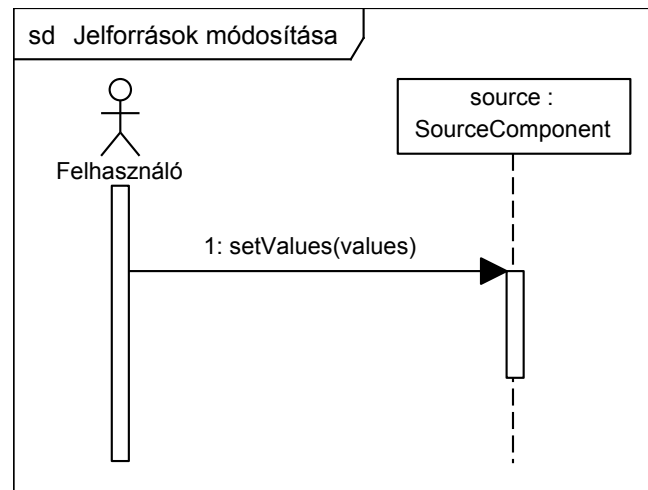 sd Jelforrások módosítása
source :
SourceComponent
Felhasználó
1: setValues(values)